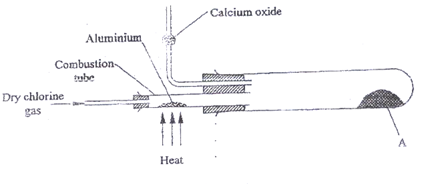 Calcium oxide
Aluminium
Combustion
tube
Dry chlorine
gas
Heat
A